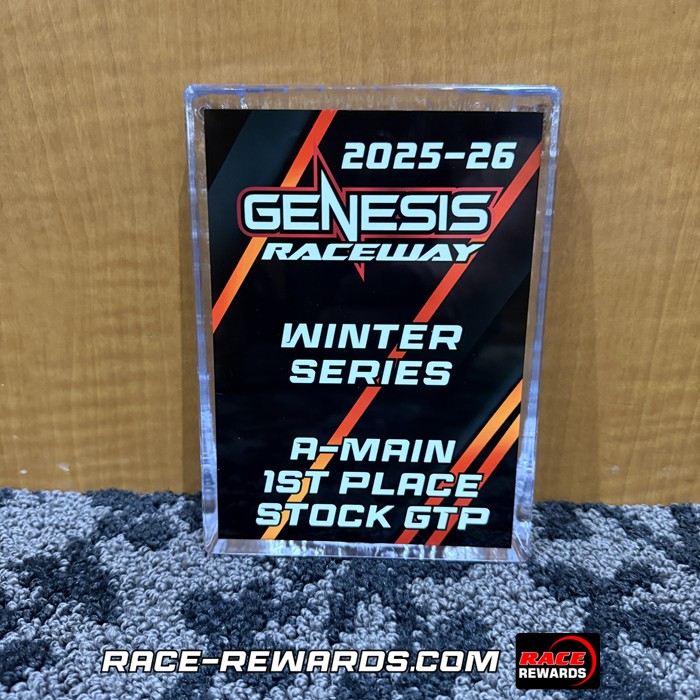 2025-26
GENESIS
RACEWAY
WINTER
SERIES
A-MAIN
1ST PLACE
STOCK GTP
RACE-REWARDS.COM
RACE
REWARDS